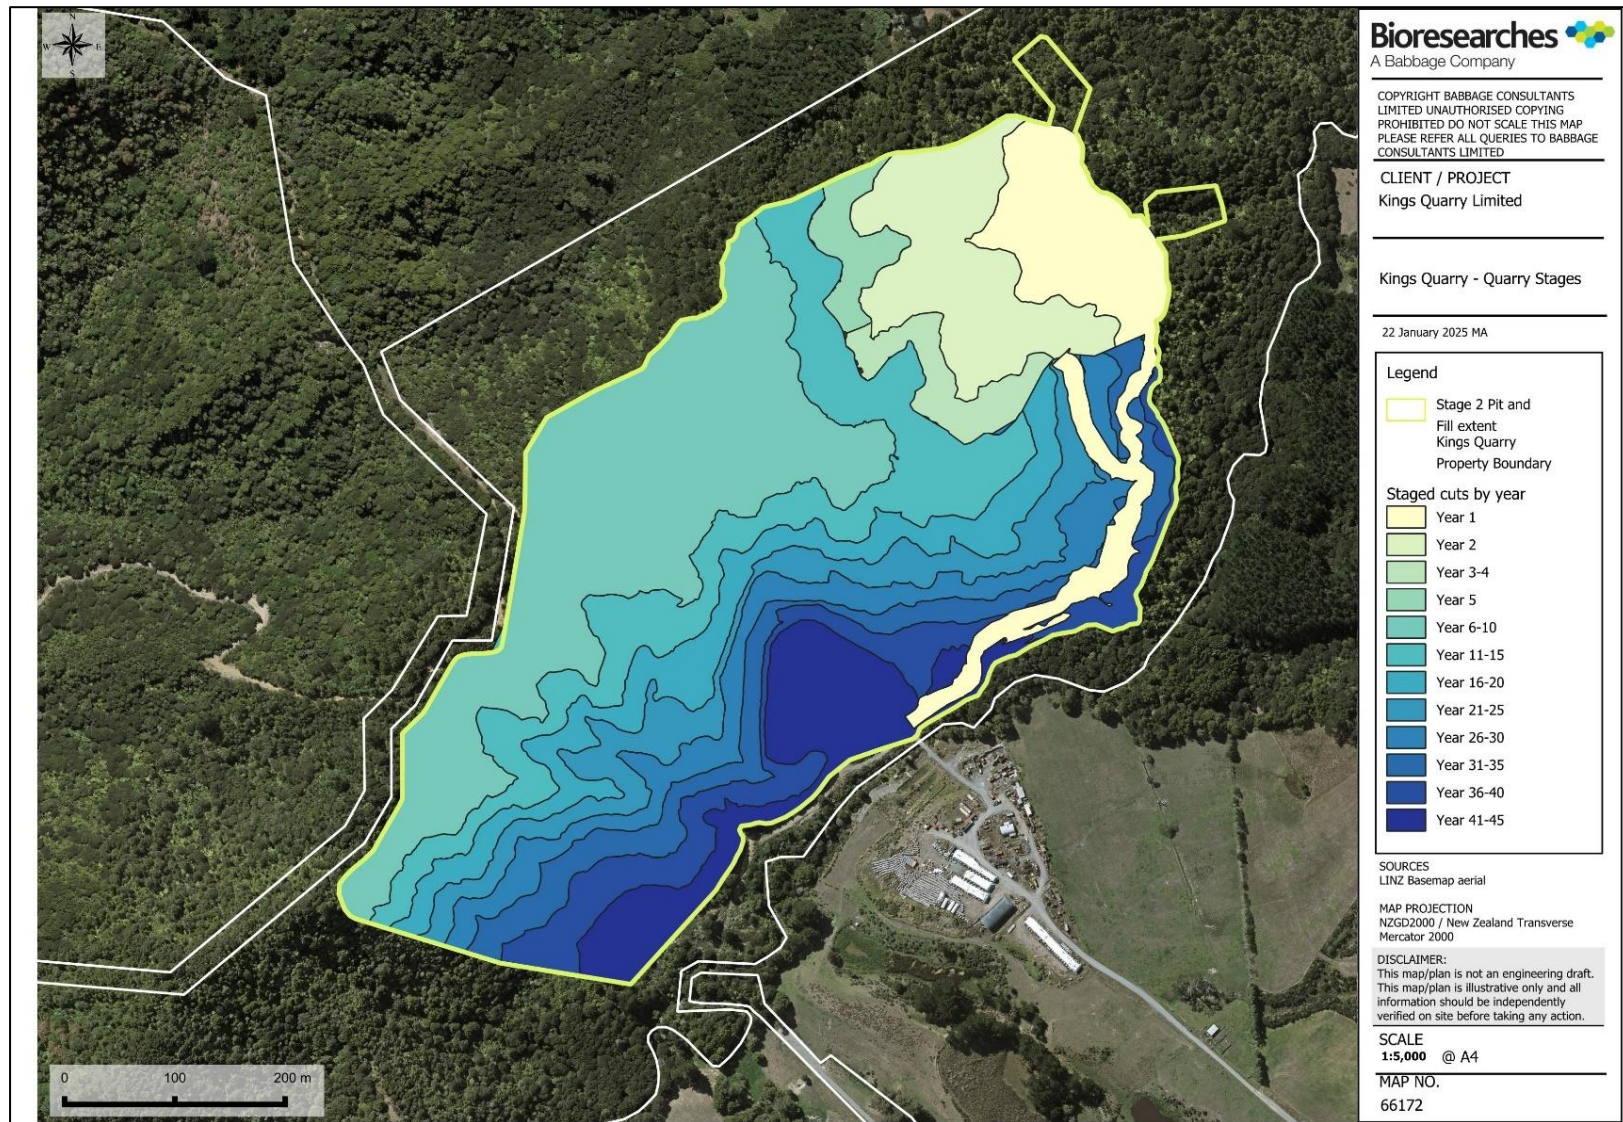 N
W
E
S
0 100 200 m
Bioresearches
A Babbage Company
COPYRIGHT BABBAGE CONSULTANTS
LIMITED UNAUTHORISED COPYING
PROHIBITED DO NOT SCALE THIS MAP
PLEASE REFER ALL QUERIES TO BABBAGE
CONSULTANTS LIMITED
CLIENT / PROJECT
Kings Quarry Limited
Kings Quarry - Quarry Stages
22 January 2025 MA
Legend
Stage 2 Pit and
Fill extent
Kings Quarry
Property Boundary
Staged cuts by year
Year 1
Year 2
Year 3-4
Year 5
Year 6-10
Year 11-15
Year 16-20
Year 21-25
Year 26-30
Year 31-35
Year 36-40
Year 41-45
SOURCES
LINZ Basemap aerial
MAP PROJECTION
NZGD2000 / New Zealand Transverse
Mercator 2000
DISCLAIMER:
This map/plan is not an engineering draft.
This map/plan is illustrative only and all
information should be independently
verified on site before taking any action.
SCALE
1:5,000 @ A4
MAP NO.
66172